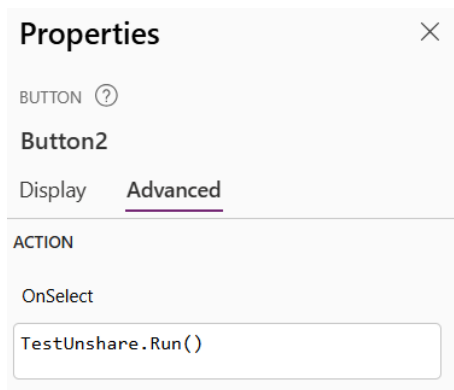 Properties
BUTTON ?
Button2
Display Advanced
ACTION
OnSelect
TestUnshare.Run()